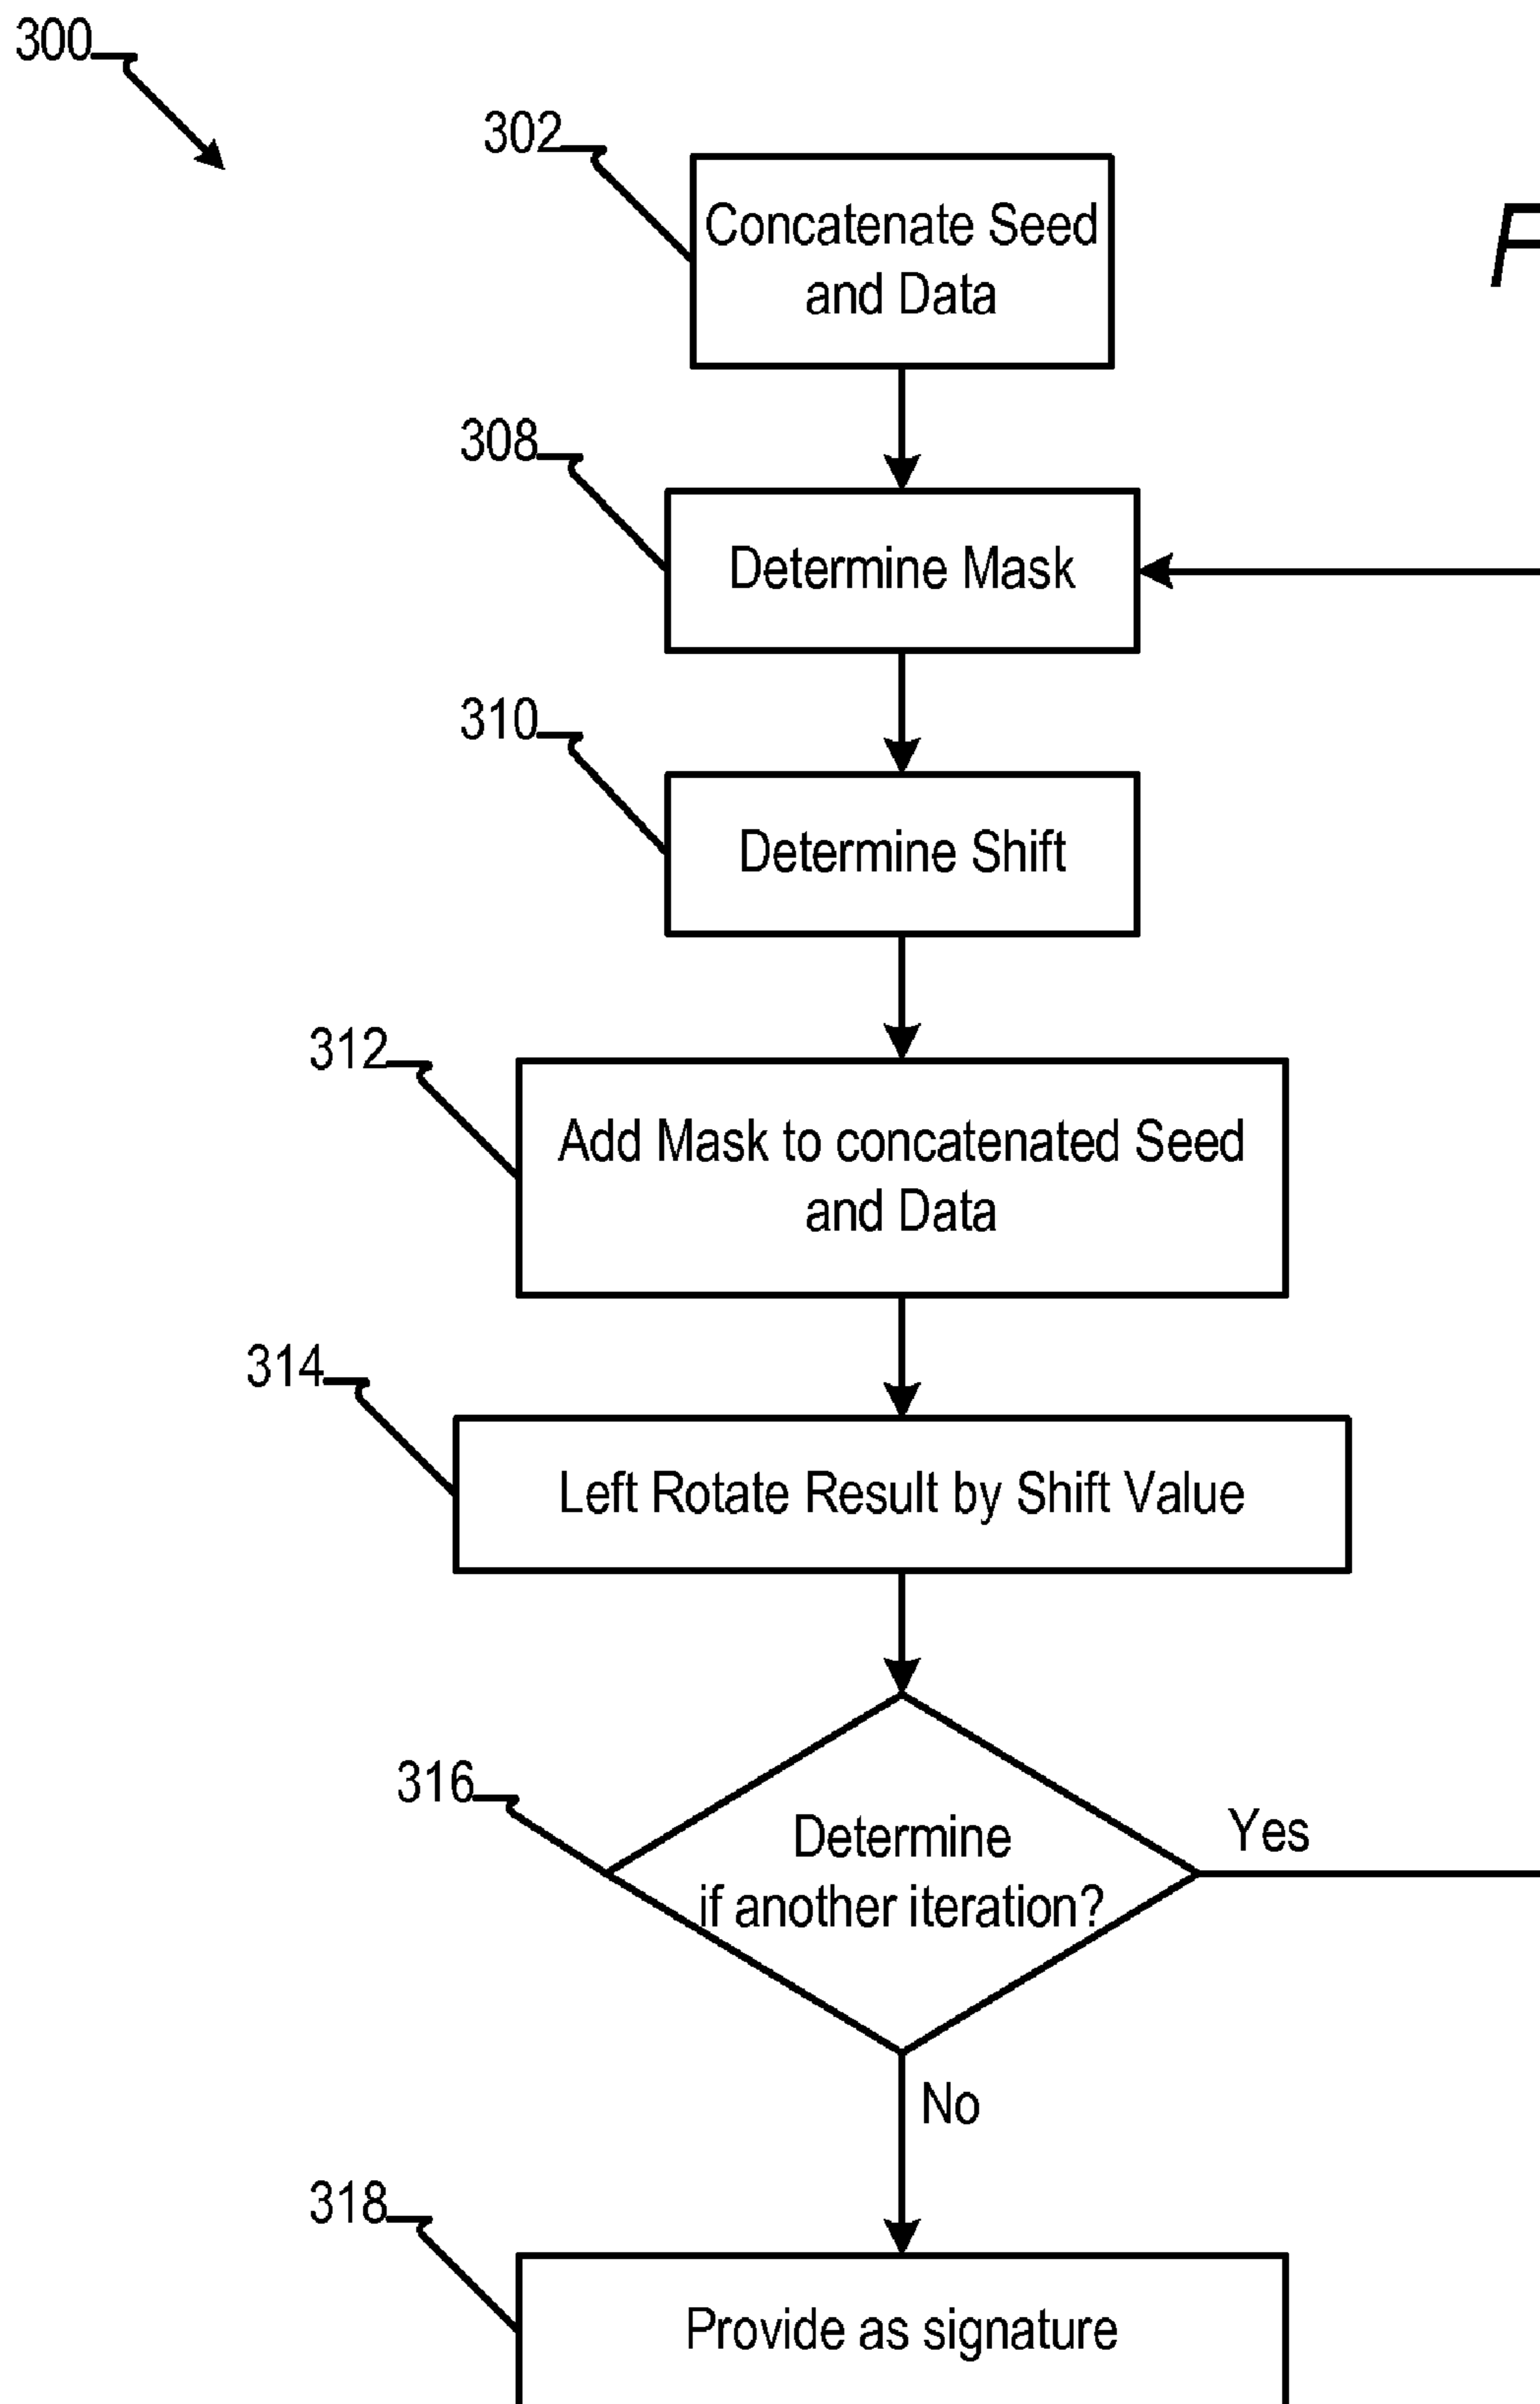 300
302
Concatenate Seed
and Data
F
308
Determine Mask
310
Determine Shift
312
Add Mask to concatenated Seed
and Data
314
Left Rotate Result by Shift Value
316
Determine
if another iteration?
Yes
No
318
Provide as signature